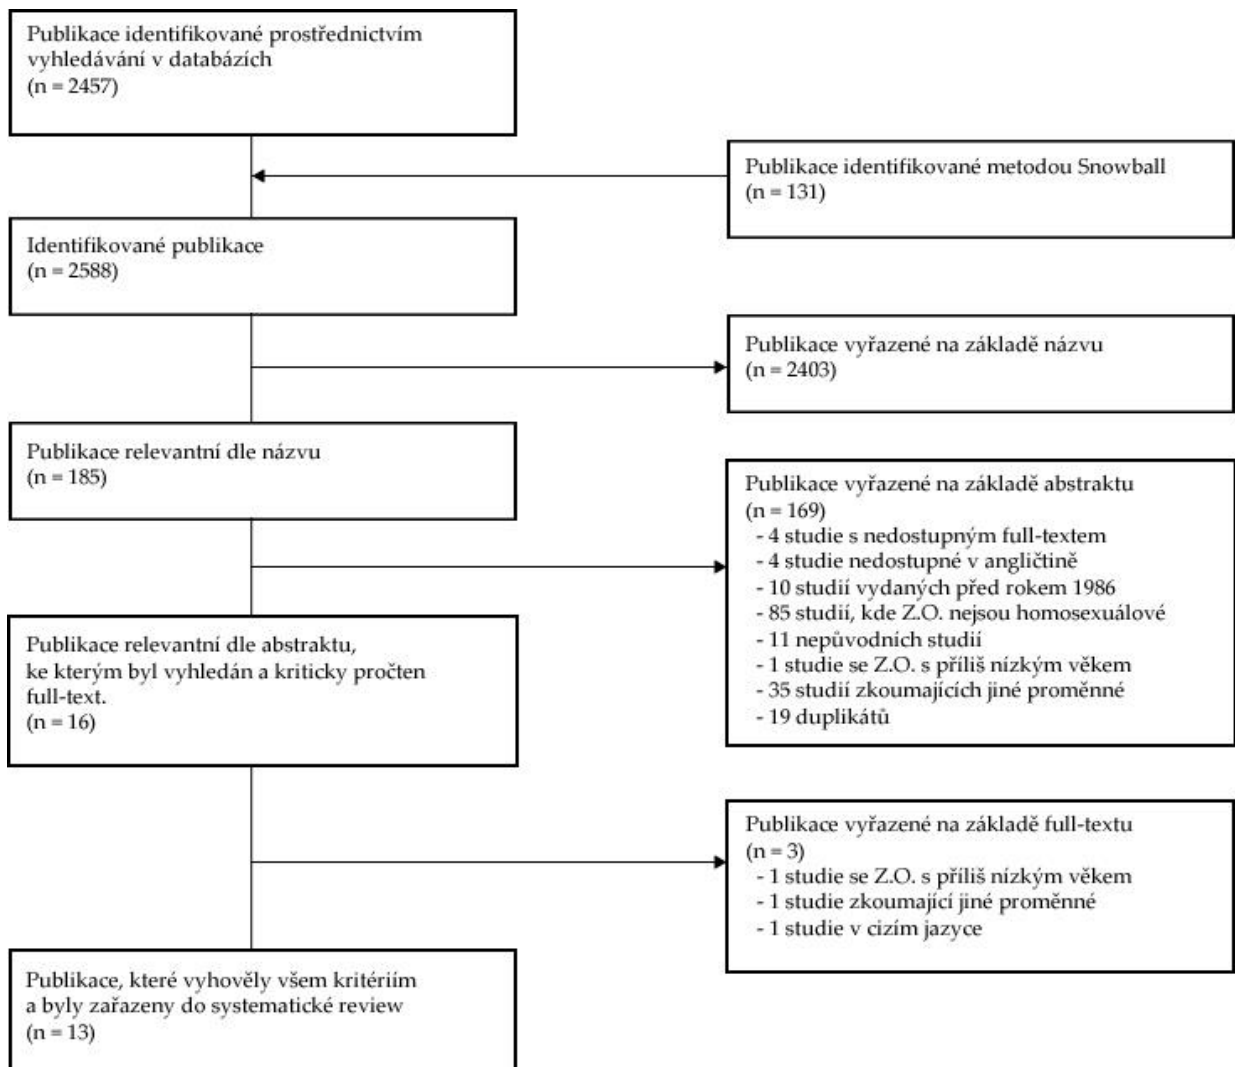 Publikace identifikované prostřednictvím
vyhledávání v databázích
(n = 2457)
Publikace identifikované metodou Snowball
(n = 131)
Identifikované publikace
(n = 2588)
Publikace vyřazené na základě názvu
(n = 2403)
Publikace relevantní dle názvu
(n = 185)
Publikace vyřazené na základě abstraktu
(n = 169)
- 4 studie s nedostupným full-textem
- 4 studie nedostupné v angličtině
- 10 studií vydaných před rokem 1986
- 85 studií, kde Z.O. nejsou homosexuálové
- 11 nepůvodních studií
- 1 studie se Z.O. s příliš nízkým věkem
- 35 studií zkoumajících jiné proměnné
- 19 duplikátů
Publikace relevantní dle abstraktu,
ke kterým byl vyhledán a kriticky pročten
full-text.
(n = 16)
Publikace vyřazené na základě full-textu
(n = 3)
- 1 studie se Z.O. s příliš nízkým věkem
- 1 studie zkoumající jiné proměnné
- 1 studie v cizím jazyce
Publikace, které vyhověly všem kritériím
a byly zařazeny do systematické review
(n = 13)